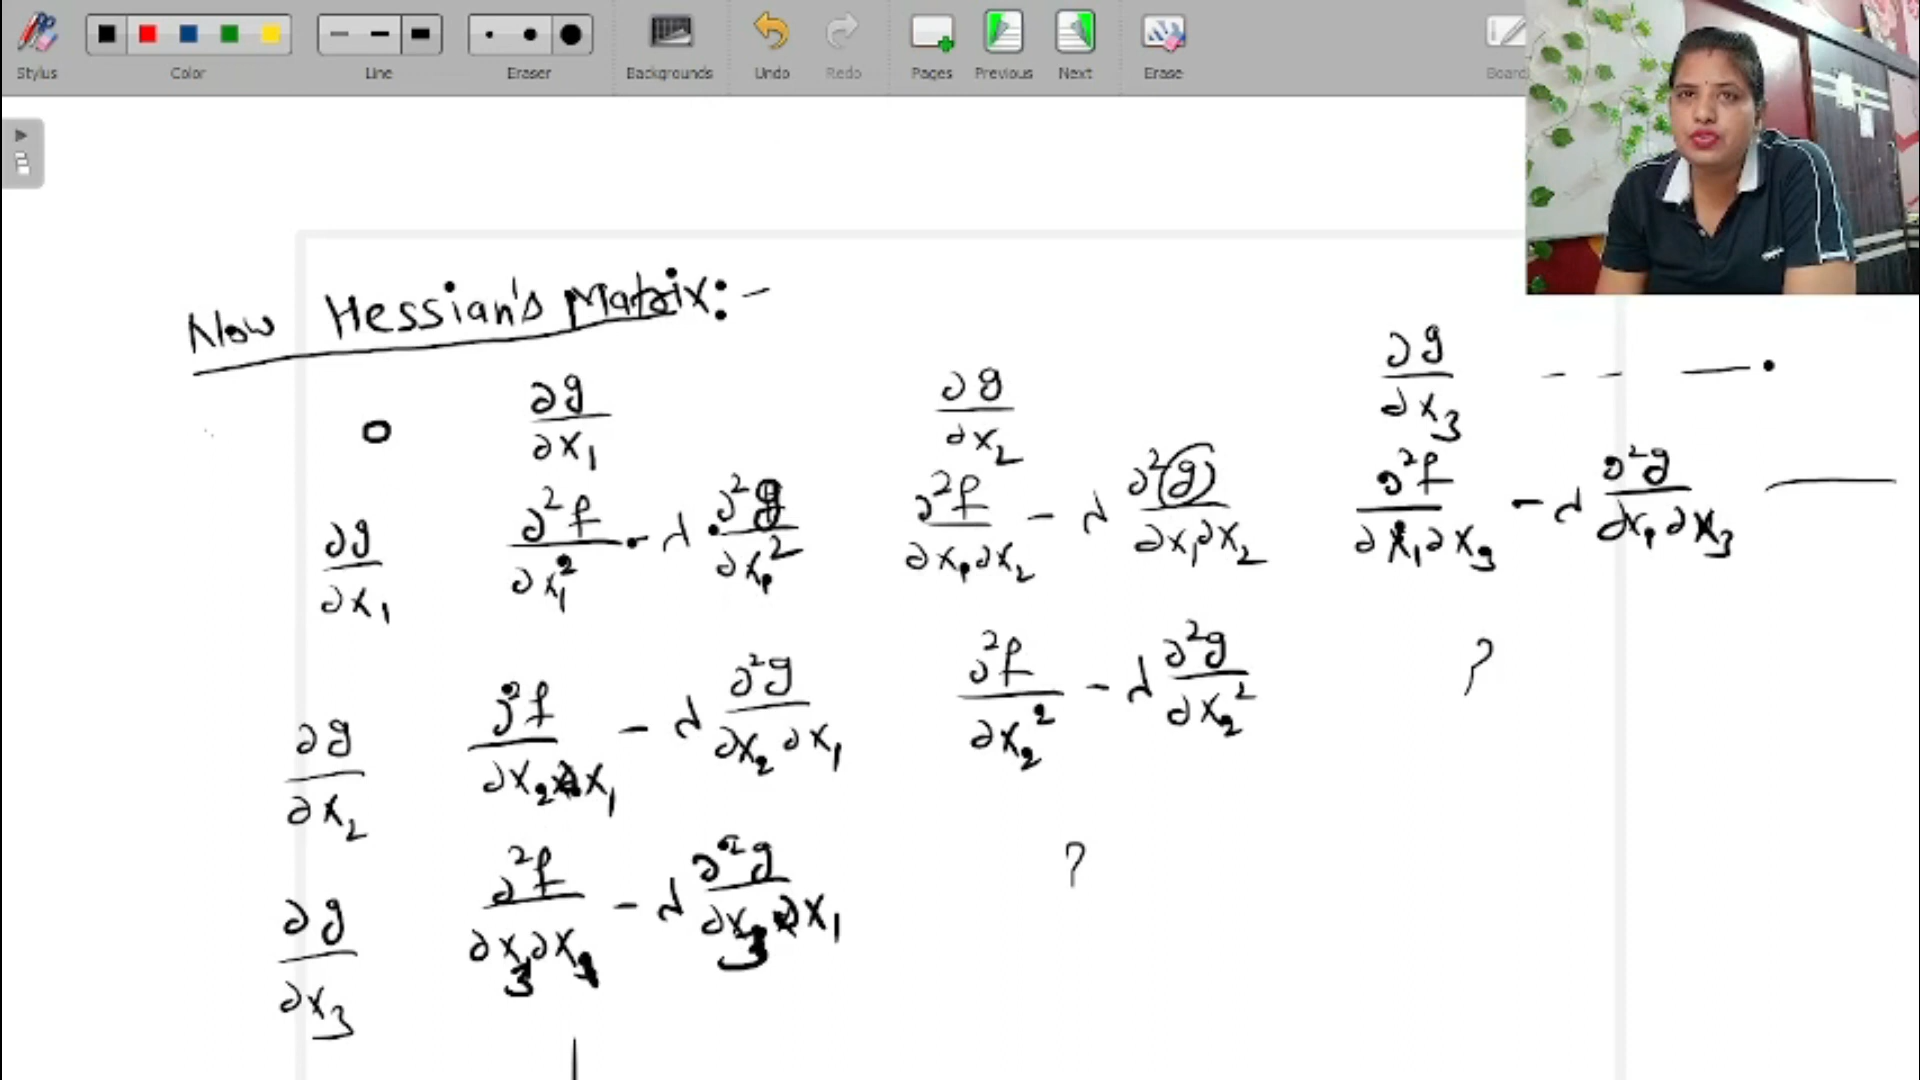 Stylus Color Line Eraser Backgrounds Undo Redo Pages Previous Next Erase Board
Now Hessian's Matrix:-
0 ∂g/∂x₁ ∂g/∂x₂ ∂g/∂x₃ -- —.
∂g/∂x₁ ∂²f/∂x₁² - λ ∂²g/∂x₁² ∂²f/∂x₁∂x₂ - λ ∂²g/∂x₁∂x₂ ∂²f/∂x₁∂x₃ - λ ∂²g/∂x₁∂x₃ —
∂g/∂x₂ ∂²f/∂x₂∂x₁ - λ ∂²g/∂x₂∂x₁ ∂²f/∂x₂² - λ ∂²g/∂x₂² ?
∂g/∂x₃ ∂²f/∂x₃∂x₁ - λ ∂²g/∂x₃∂x₁ ?